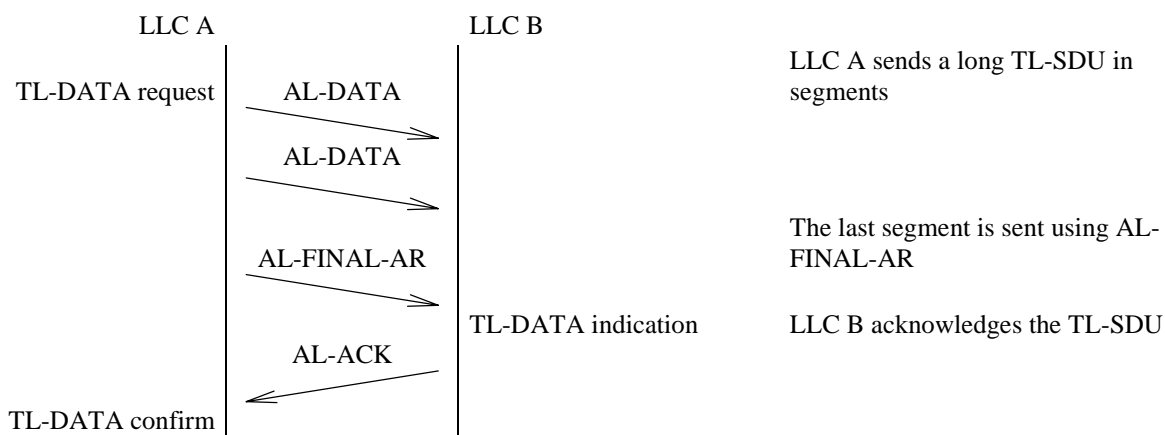 LLC A
LLC B
LLC A sends a long TL-SDU in
segments
TL-DATA request
AL-DATA
AL-DATA
The last segment is sent using AL-
FINAL-AR
AL-FINAL-AR
TL-DATA indication
LLC B acknowledges the TL-SDU
AL-ACK
TL-DATA confirm